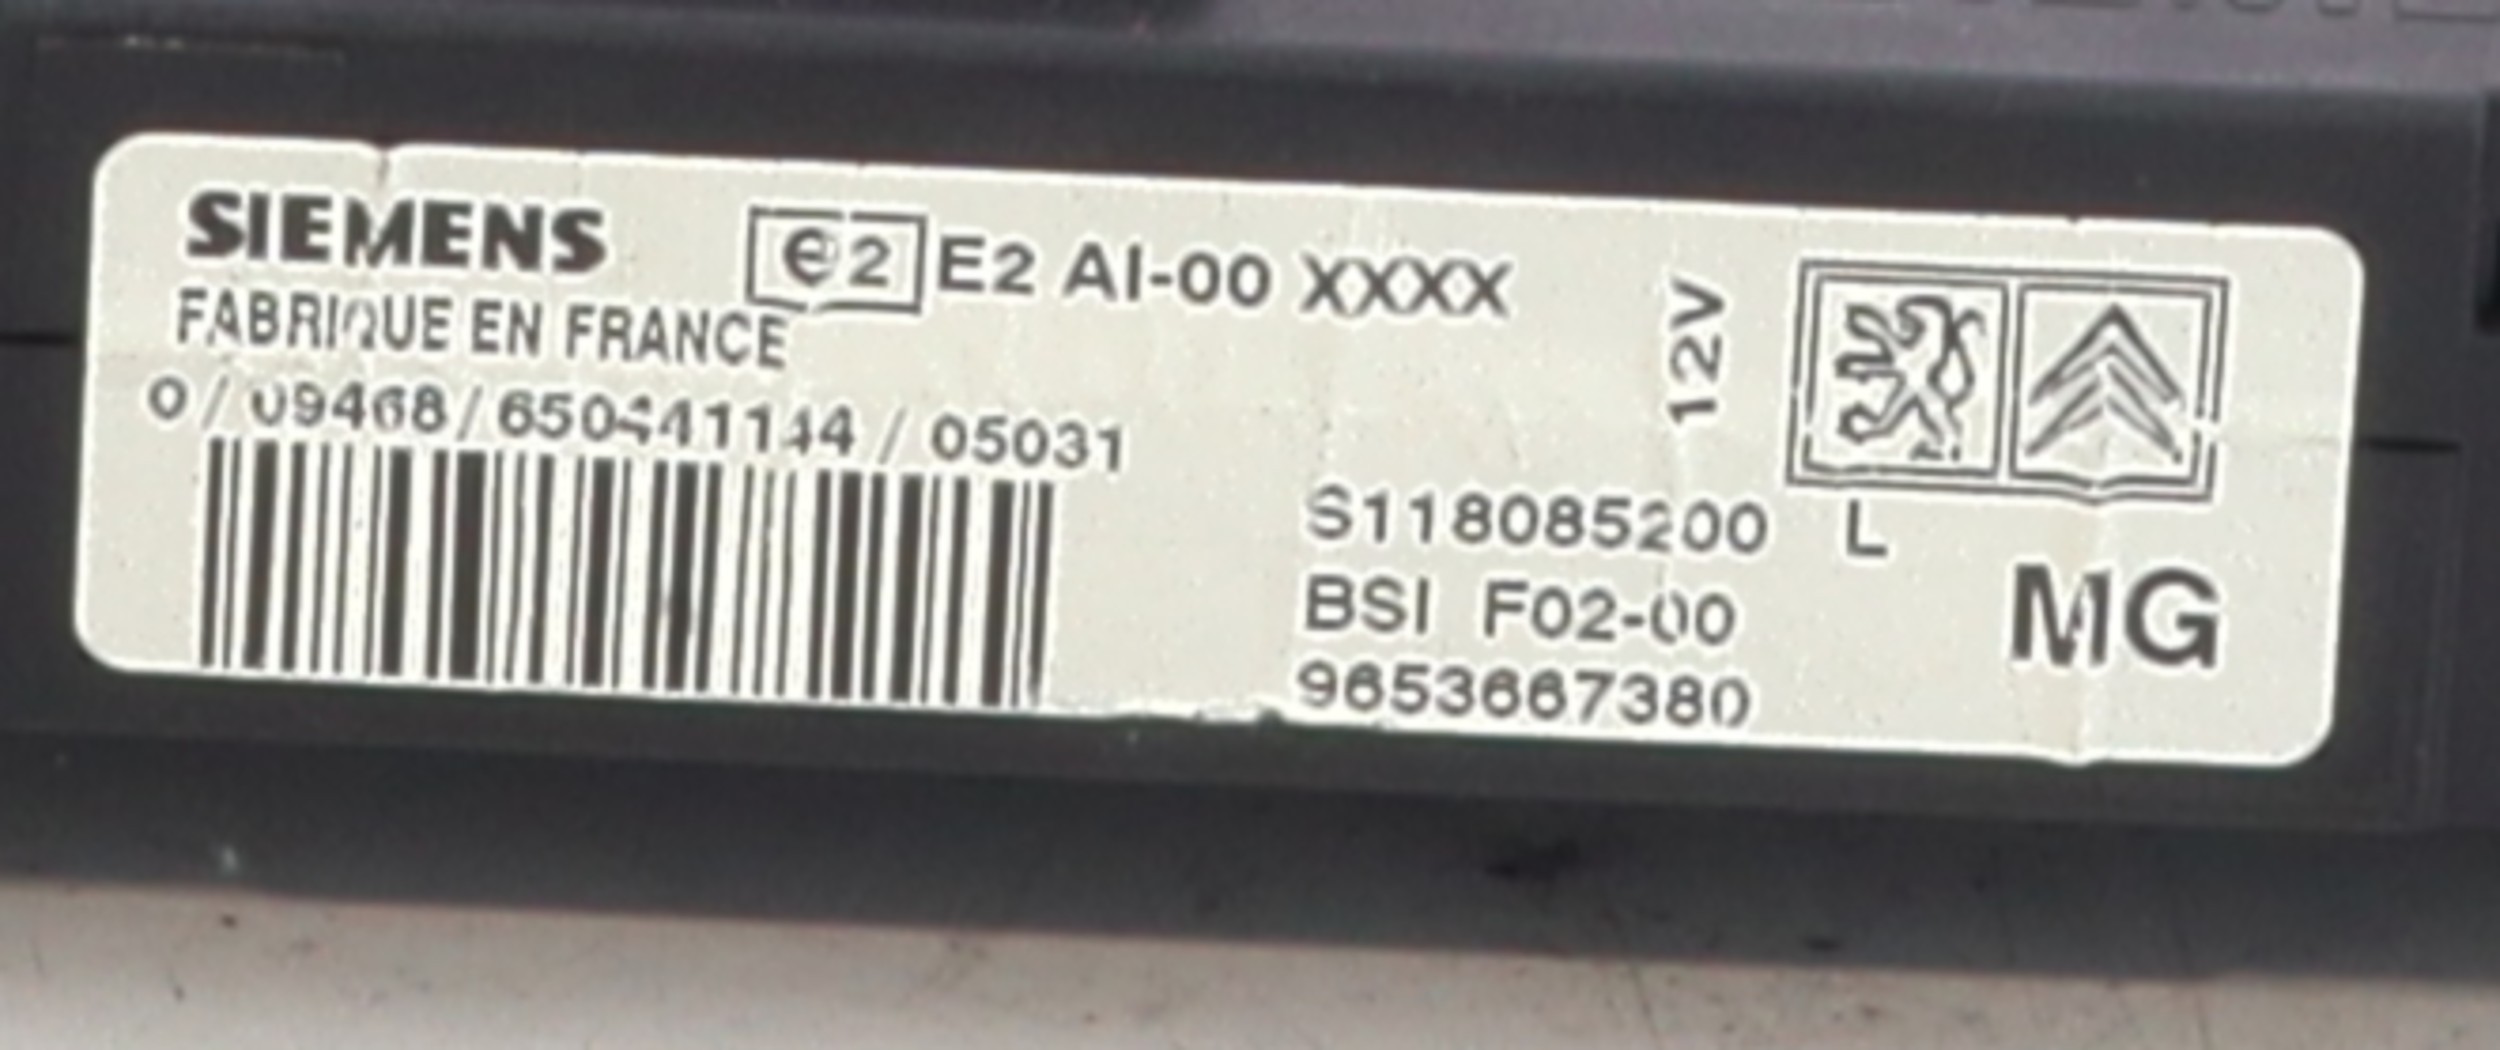 SIEMENS
e2 E2 AI-00 XXXX
FABRIQUE EN FRANCE
12V
0/09468/650441144/05031
S118085200 L
BSI F02-00
MG
9653667380